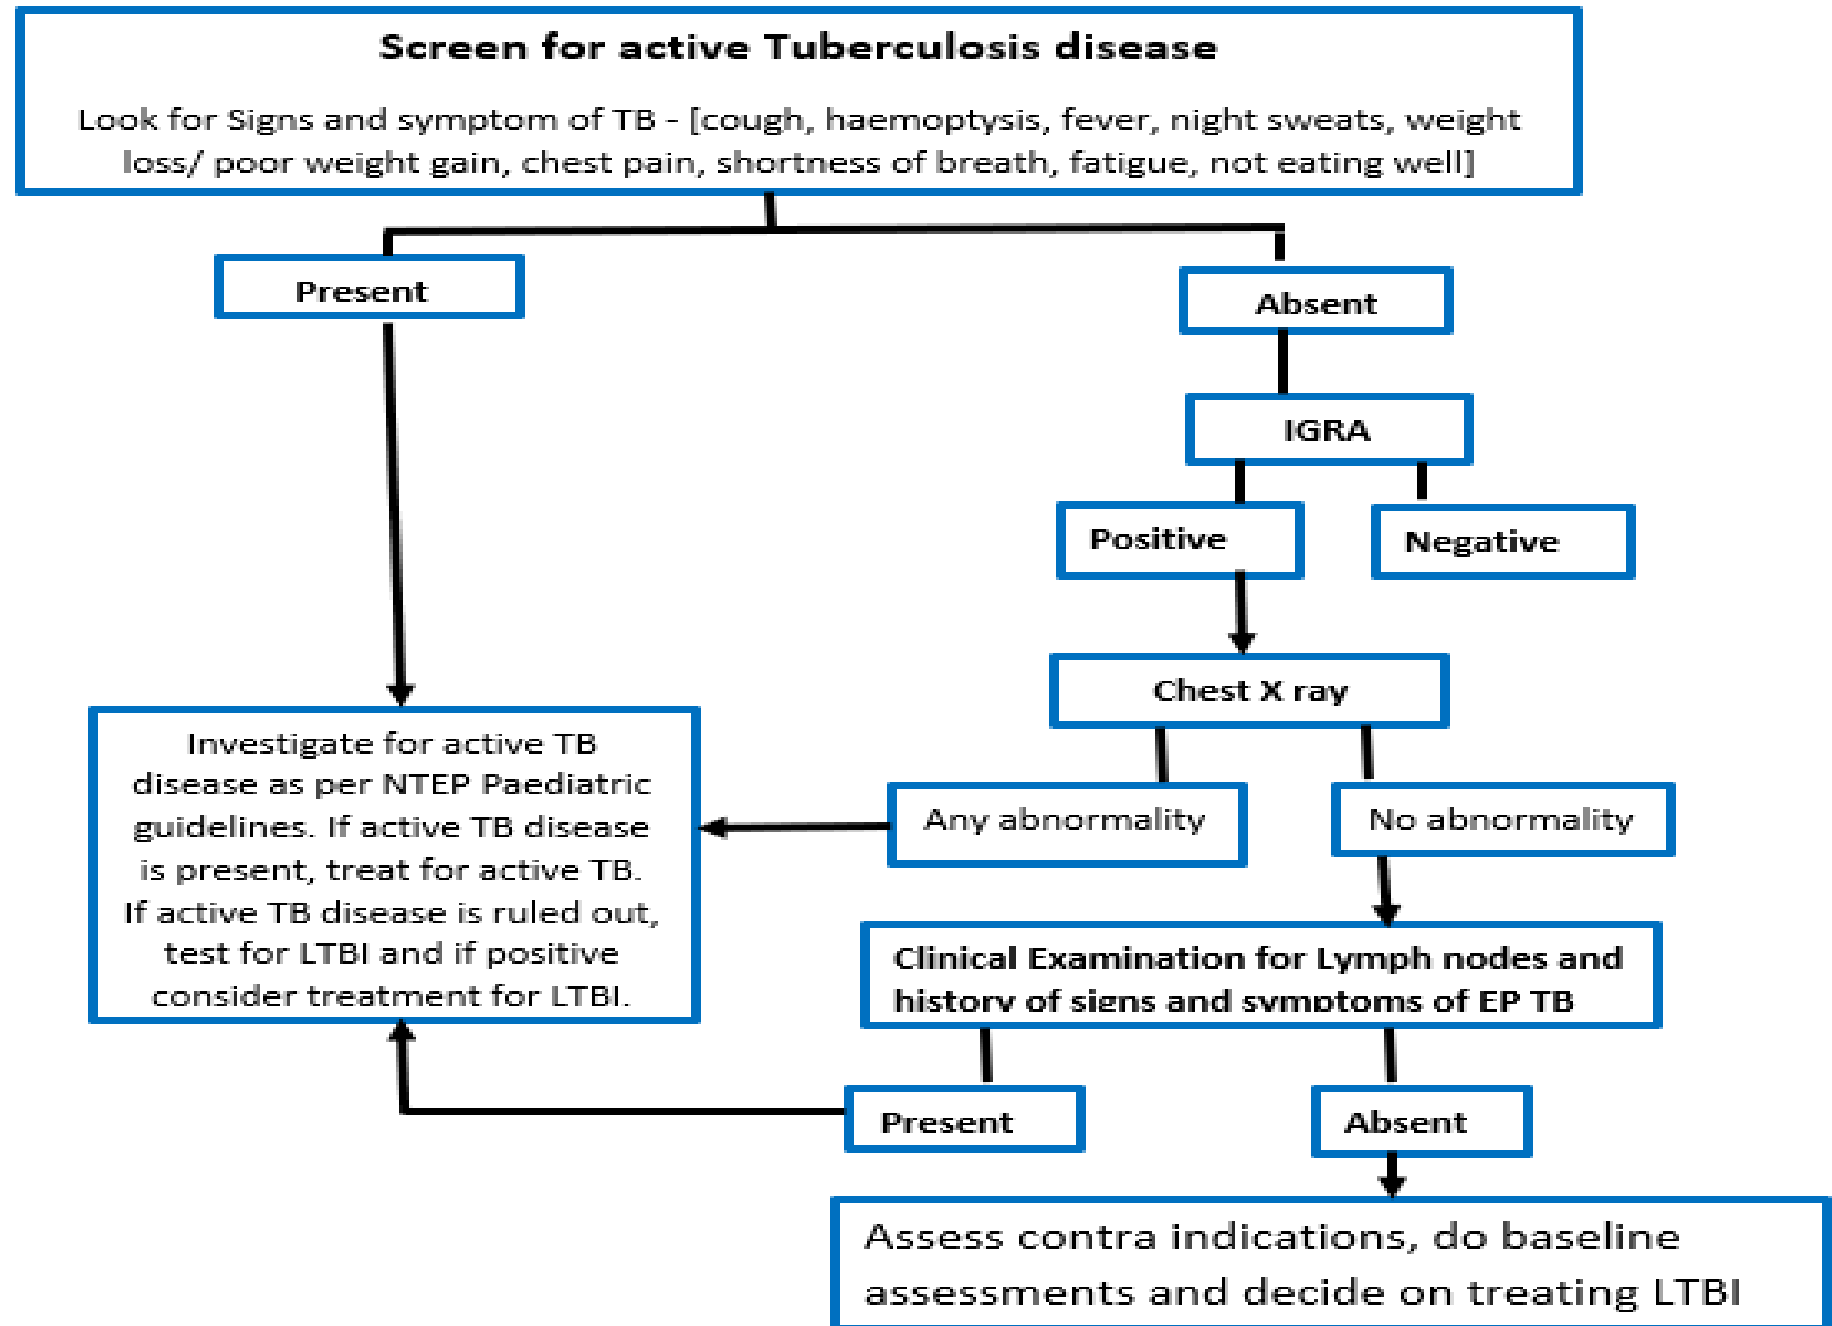 Screen for active Tuberculosis disease
Look for Signs and symptom of TB - [cough, haemoptysis, fever, night sweats, weight
loss/ poor weight gain, chest pain, shortness of breath, fatigue, not eating well]
Present
Absent
IGRA
Positive
Negative
Chest X ray
Any abnormality
No abnormality
Investigate for active TB
disease as per NTEP Paediatric
guidelines. If active TB disease
is present, treat for active TB.
If active TB disease is ruled out,
test for LTBI and if positive
consider treatment for LTBI.
Clinical Examination for Lymph nodes and
history of signs and symptoms of EP TB
Present
Absent
Assess contra indications, do baseline
assessments and decide on treating LTBI